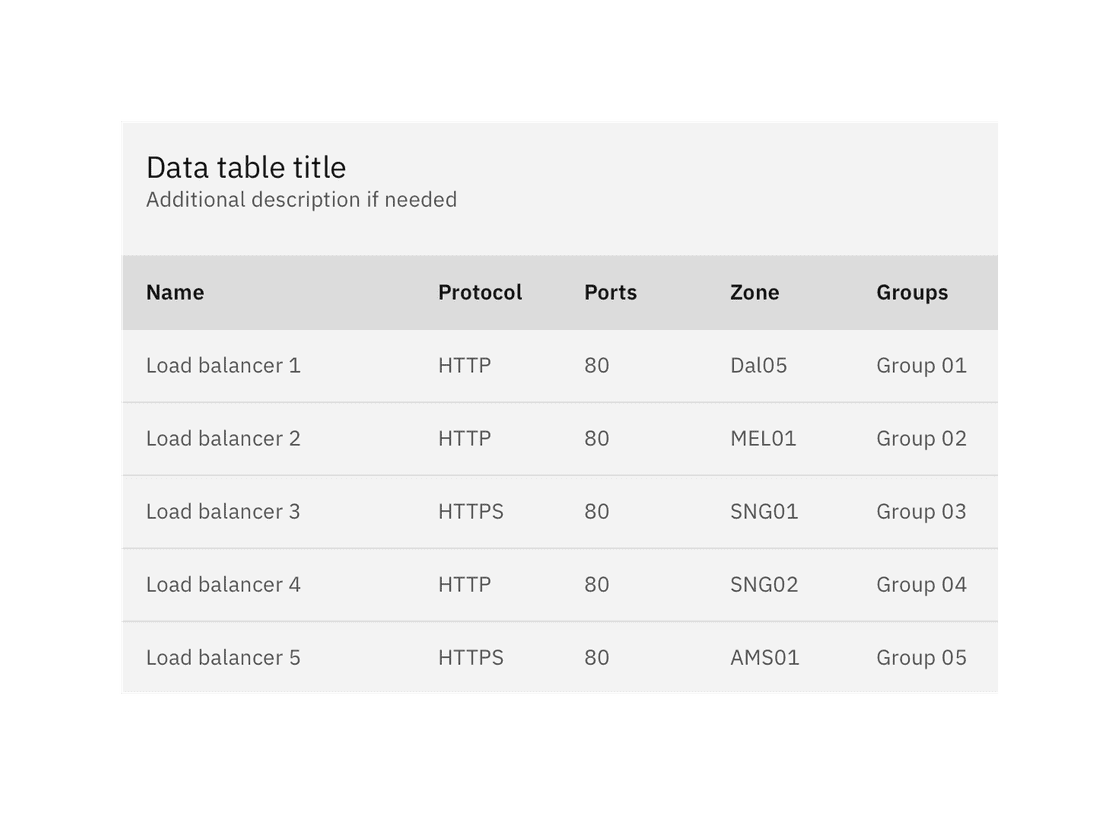 Data table title
Additional description if needed
Name Protocol Ports Zone Groups
Load balancer 1 HTTP 80 Dal05 Group 01
Load balancer 2 HTTP 80 MEL01 Group 02
Load balancer 3 HTTPS 80 SNG01 Group 03
Load balancer 4 HTTP 80 SNG02 Group 04
Load balancer 5 HTTPS 80 AMS01 Group 05